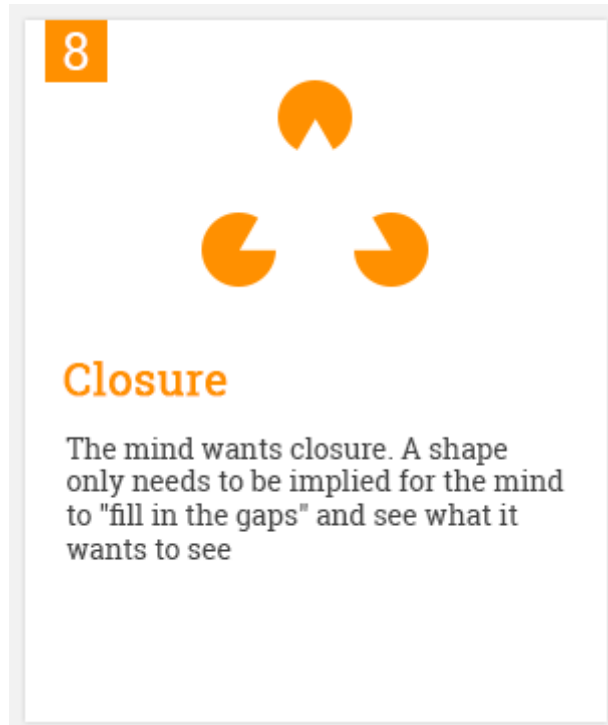 8
Closure
The mind wants closure. A shape
only needs to be implied for the mind
to "fill in the gaps" and see what it
wants to see